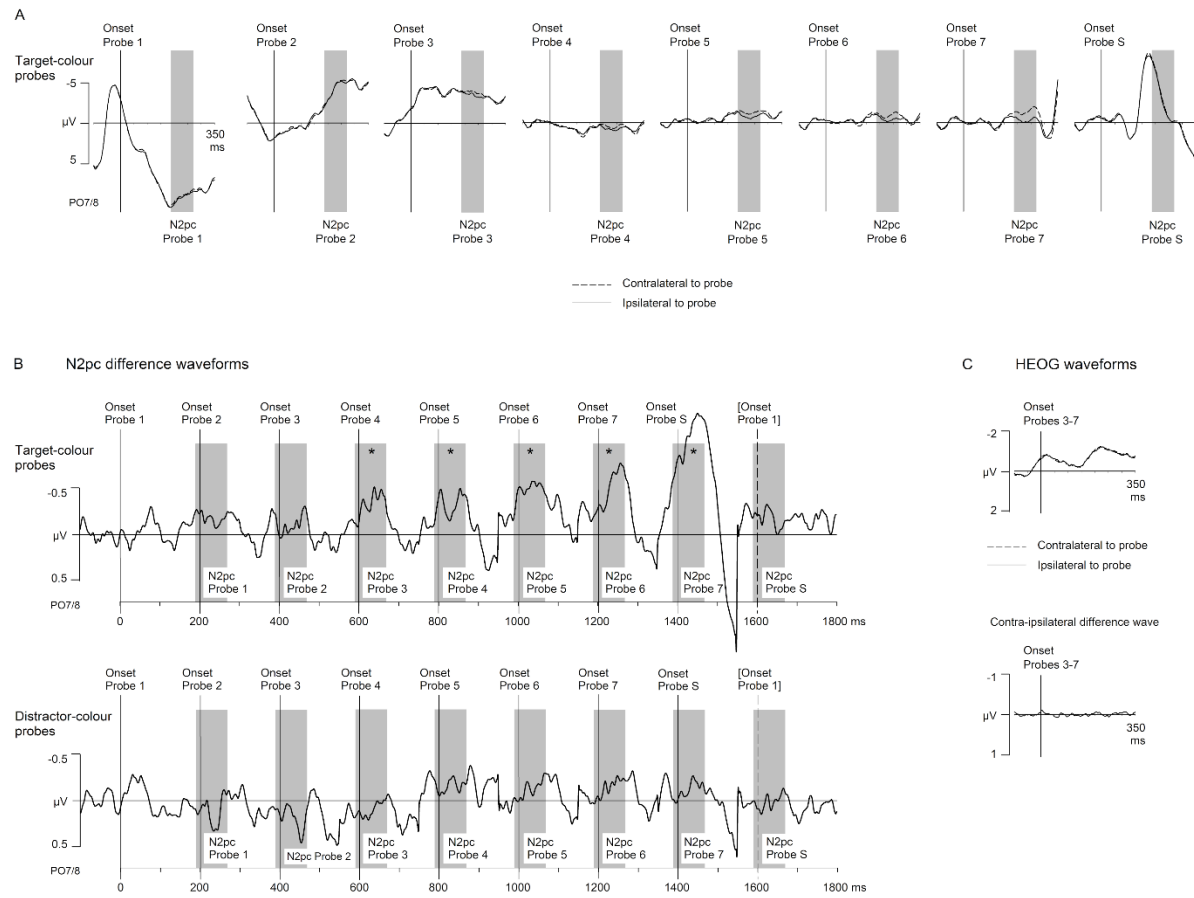 A
Onset
Probe 1
Onset
Probe 2
Onset
Probe 3
Onset
Probe 4
Onset
Probe 5
Onset
Probe 6
Onset
Probe 7
Onset
Probe S
Target-colour
probes
-5
µV
5
350
ms
PO7/8
N2pc
Probe 1
N2pc
Probe 2
N2pc
Probe 3
N2pc
Probe 4
N2pc
Probe 5
N2pc
Probe 6
N2pc
Probe 7
N2pc
Probe S
Contralateral to probe
Ipsilateral to probe
B N2pc difference waveforms
Onset
Probe 1
Onset
Probe 2
Onset
Probe 3
Onset
Probe 4
Onset
Probe 5
Onset
Probe 6
Onset
Probe 7
Onset
Probe S
[Onset
Probe 1]
Target-colour
probes
* * * * *
-0.5
µV
0.5
PO7/8
N2pc
Probe 1
N2pc
Probe 2
N2pc
Probe 3
N2pc
Probe 4
N2pc
Probe 5
N2pc
Probe 6
N2pc
Probe 7
N2pc
Probe S
0 200 400 600 800 1000 1200 1400 1600 1800 ms
Onset
Probe 1
Onset
Probe 2
Onset
Probe 3
Onset
Probe 4
Onset
Probe 5
Onset
Probe 6
Onset
Probe 7
Onset
Probe S
[Onset
Probe 1]
Distractor-colour
probes
-0.5
µV
0.5
PO7/8
N2pc
Probe 1
N2pc Probe 2
N2pc
Probe 3
N2pc
Probe 4
N2pc
Probe 5
N2pc
Probe 6
N2pc
Probe 7
N2pc
Probe S
0 200 400 600 800 1000 1200 1400 1600 1800 ms
C HEOG waveforms
Onset
Probes 3-7
-2
µV
2
350
ms
Contralateral to probe
Ipsilateral to probe
Contra-ipsilateral difference wave
Onset
Probes 3-7
-1
µV
1
350
ms